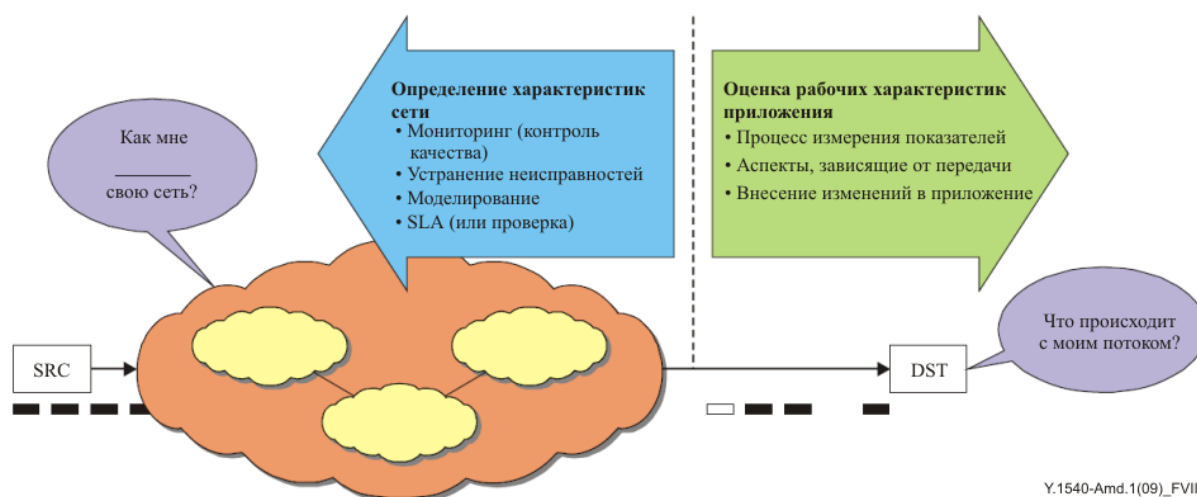 Определение характеристик
сети
• Мониторинг (контроль
качества)
• Устранение неисправностей
• Моделирование
• SLA (или проверка)
Оценка рабочих характеристик
приложения
• Процесс измерения показателей
• Аспекты, зависящие от передачи
• Внесение изменений в приложение
Как мне
________
свою сеть?
Что происходит
с моим потоком?
SRC
DST
Y.1540-Amd.1(09)_FVII